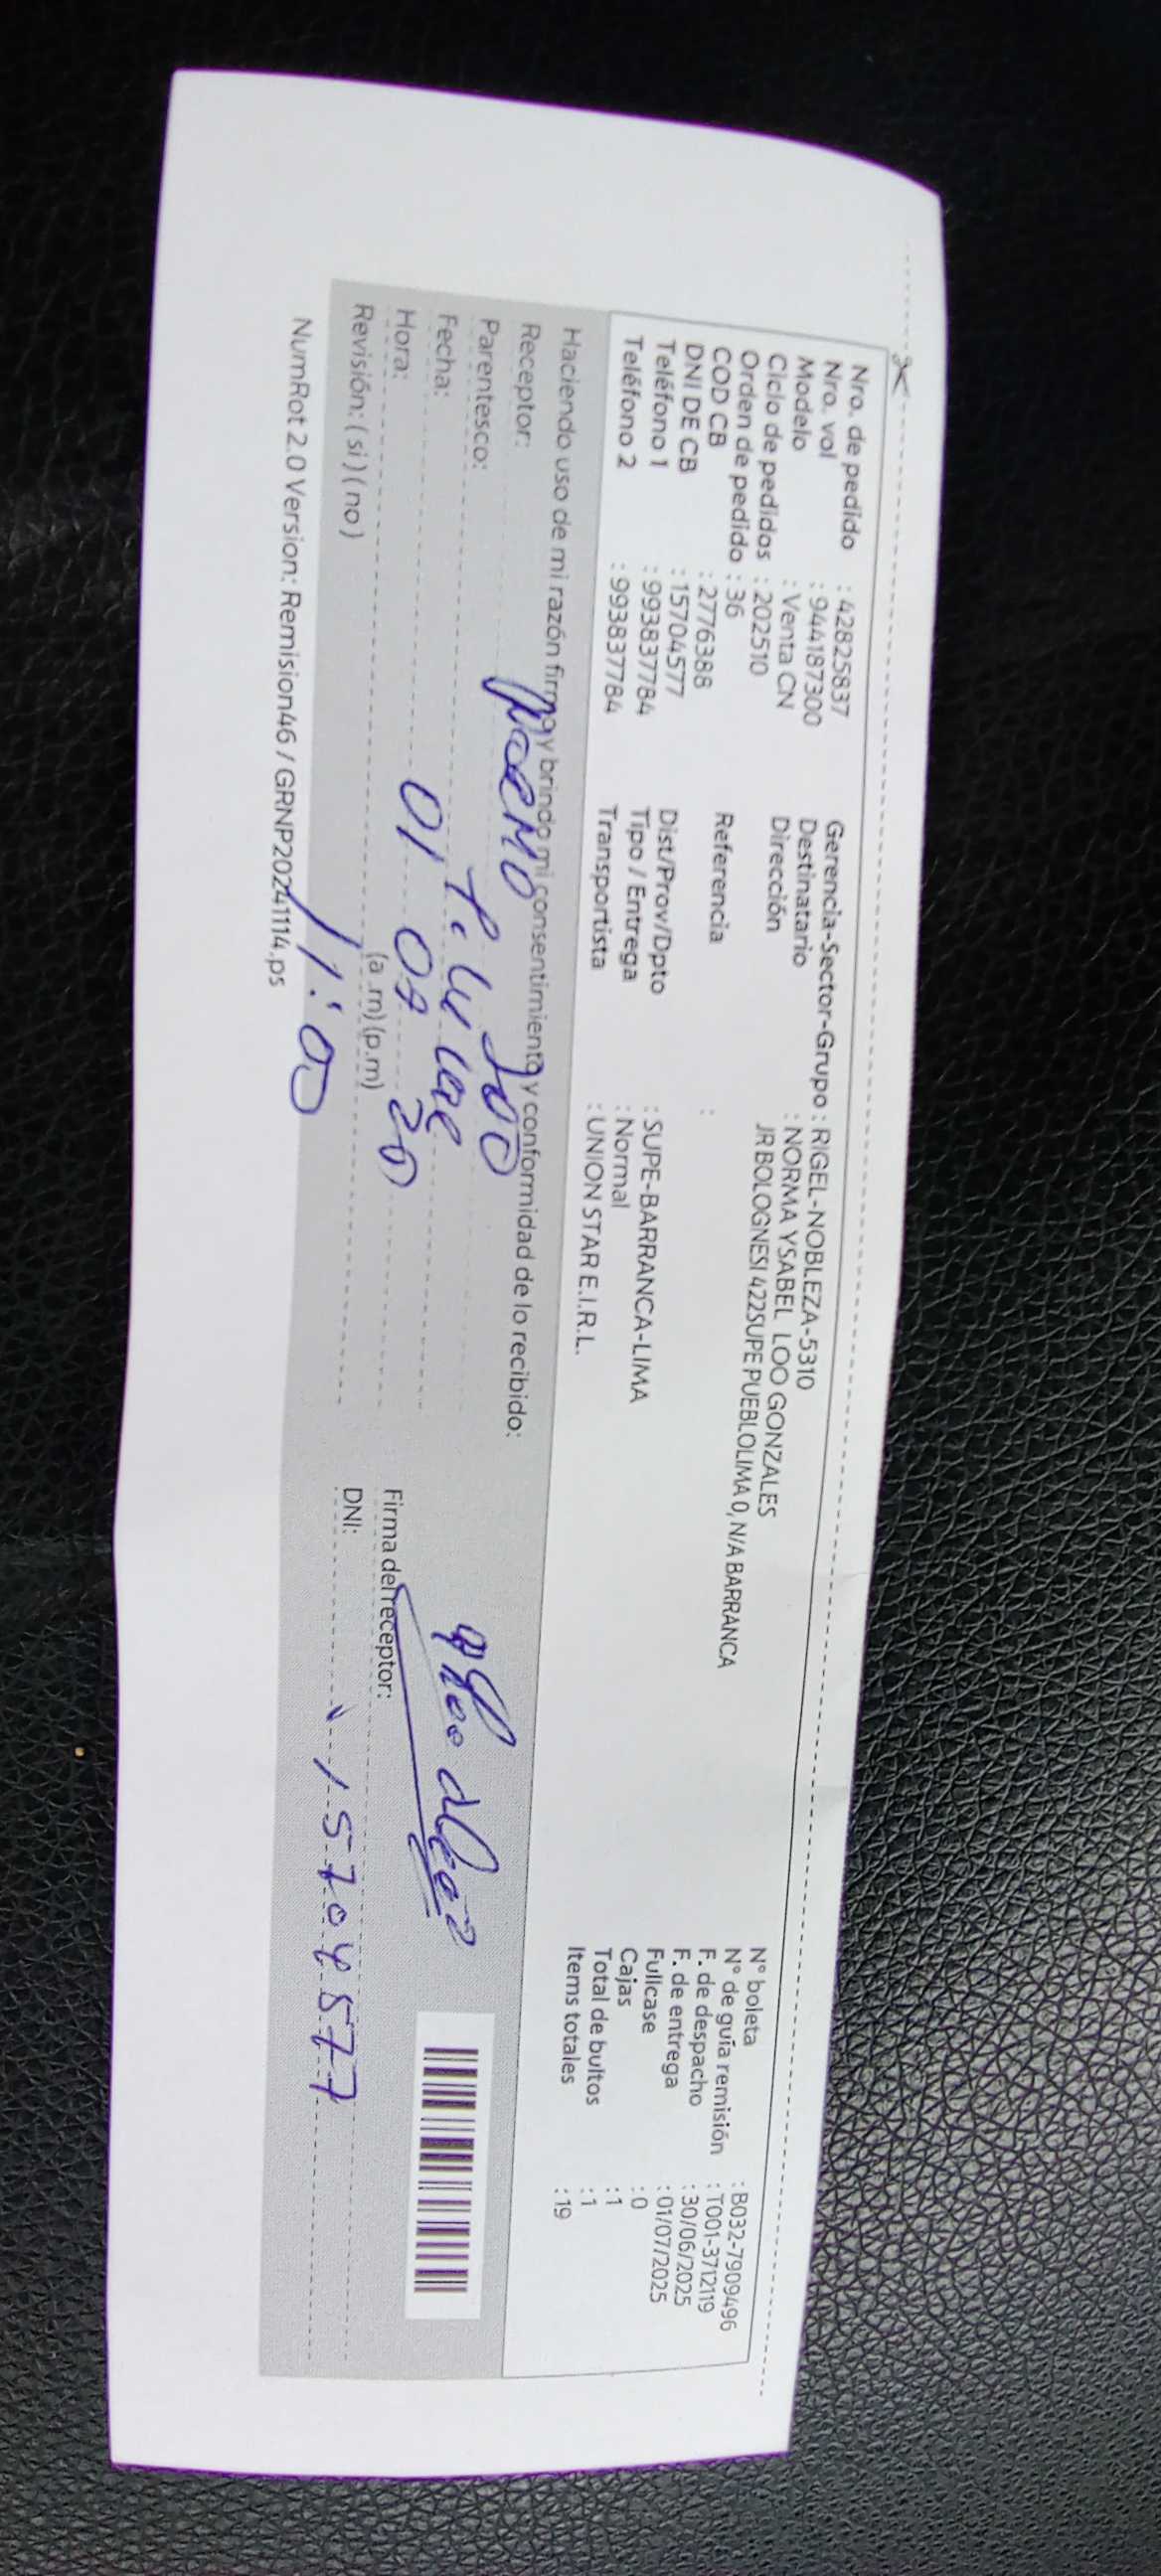 Nro. de pedido : 42825837
Nro. vol : 944187300
Modelo : Venta CN
Ciclo de pedidos : 202510
Orden de pedido : 36
COD CB : 2776388
DNI DE CB : 15704577
Teléfono 1 : 993837784
Teléfono 2 : 993837784
Gerencia-Sector-Grupo : RIGEL-NOBLEZA-5310
Destinatario : NORMA YSABEL LOO GONZALES
Dirección JR BOLOGNESI 422SUPE PUEBLOLIMA 0, N/A BARRANCA
Referencia :
Dist/Prov/Dpto : SUPE-BARRANCA-LIMA
Tipo / Entrega : Normal
Transportista : UNION STAR E.I.R.L.
N° boleta : B032-7909496
N° de guía remisión : T001-3712119
F. de despacho : 30/06/2025
F. de entrega : 01/07/2025
Fullcase : 0
Cajas : 1
Total de bultos : 1
Items totales : 19
Haciendo uso de mi razón firmo y brindo mi consentimiento y conformidad de lo recibido:
Receptor:
Parentesco:
Fecha: 01 07
Hora: (a.m) (p.m)
Revisión: ( si ) ( no ) 11:00
Firma del receptor:
DNI: 15704577
NumRot 2.0 Version: Remision46 / GRNP20241114.ps